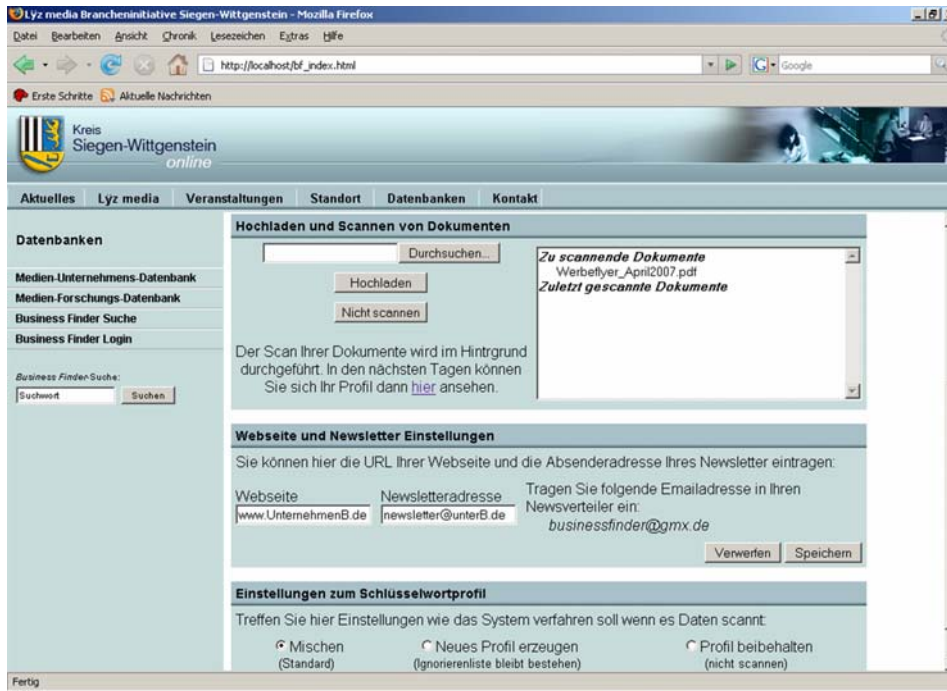 Lÿz media Brancheninitiative Siegen-Wittgenstein - Mozilla Firefox
Datei Bearbeiten Ansicht Chronik Lesezeichen Extras Hilfe
http://localhost/bf_index.html
Google
Erste Schritte Aktuelle Nachrichten
Kreis
Siegen-Wittgenstein
online
Aktuelles Lÿz media Veranstaltungen Standort Datenbanken Kontakt
Datenbanken
Medien-Unternehmens-Datenbank
Medien-Forschungs-Datenbank
Business Finder Suche
Business Finder Login
Business Finder-Suche:
Suchwort Suchen
Hochladen und Scannen von Dokumenten
Durchsuchen...
Hochladen
Nicht scannen
Der Scan Ihrer Dokumente wird im Hintrgrund
durchgeführt. In den nächsten Tagen können
Sie sich Ihr Profil dann hier ansehen.
Zu scannende Dokumente
Werbeflyer_April2007.pdf
Zuletzt gescannte Dokumente
Webseite und Newsletter Einstellungen
Sie können hier die URL Ihrer Webseite und die Absenderadresse Ihres Newsletter eintragen:
Webseite Newsletteradresse
www.UnternehmenB.de newsletter@unterB.de
Tragen Sie folgende Emailadresse in Ihren
Newsverteiler ein:
businessfinder@gmx.de
Verwerfen Speichern
Einstellungen zum Schlüsselwortprofil
Treffen Sie hier Einstellungen wie das System verfahren soll wenn es Daten scannt:
Mischen Neues Profil erzeugen Profil beibehalten
(Standard) (Ignorierenliste bleibt bestehen) (nicht scannen)
Fertig